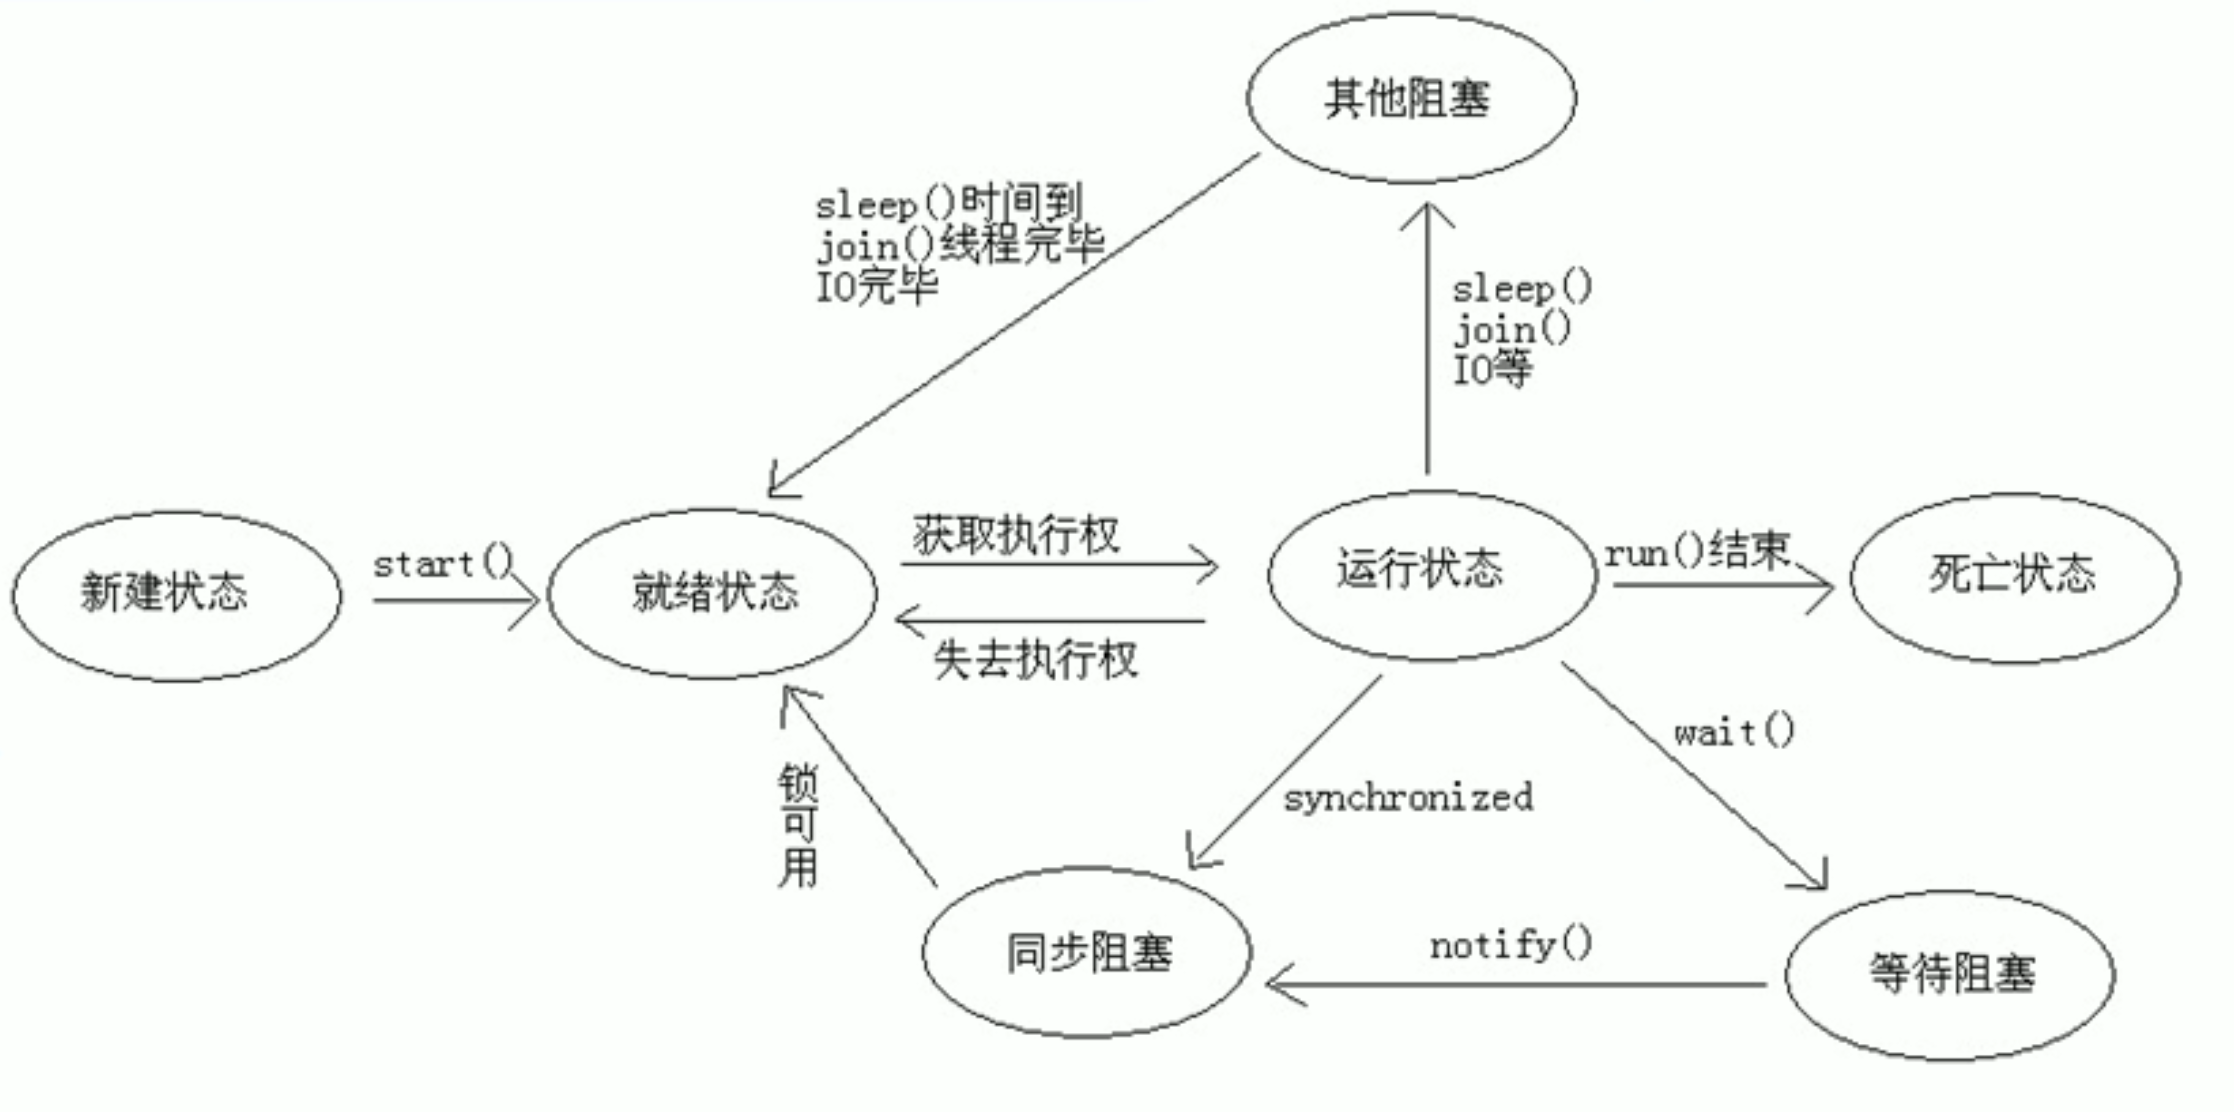 其他阻塞
sleep()时间到
join()线程完毕
IO完毕
sleep()
join()
IO等
新建状态
start()
就绪状态
获取执行权
失去执行权
运行状态
run()结束
死亡状态
锁
可
用
synchronized
wait()
同步阻塞
notify()
等待阻塞